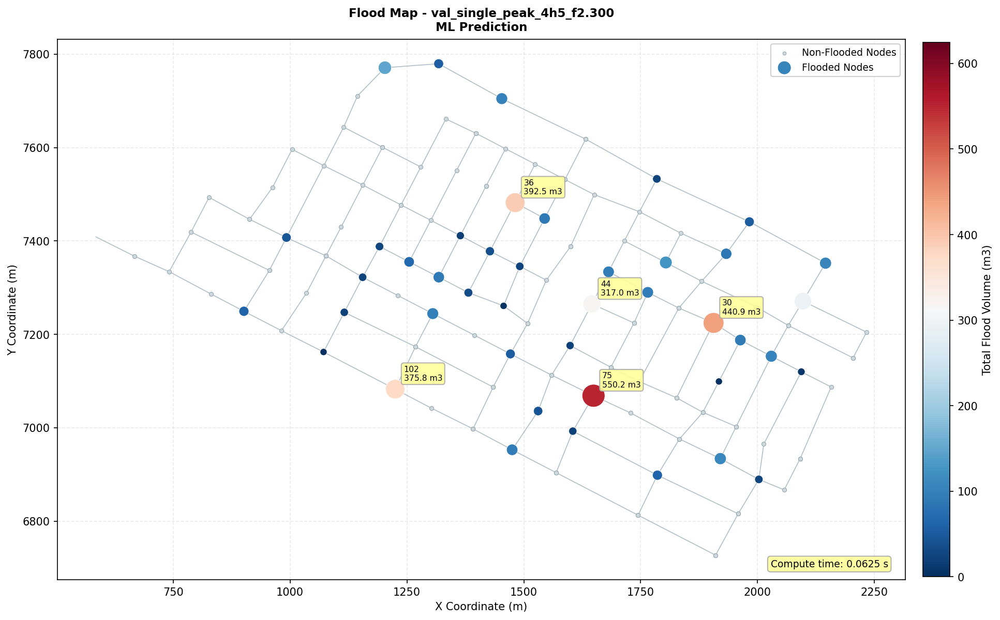 Flood Map - val_single_peak_4h5_f2.300
ML Prediction
Non-Flooded Nodes
Flooded Nodes
36
392.5 m3
44
317.0 m3
30
440.9 m3
102
375.8 m3
75
550.2 m3
Compute time: 0.0625 s
7800
7600
7400
7200
7000
6800
Y Coordinate (m)
750
1000
1250
1500
1750
2000
2250
X Coordinate (m)
600
500
400
300
200
100
0
Total Flood Volume (m3)